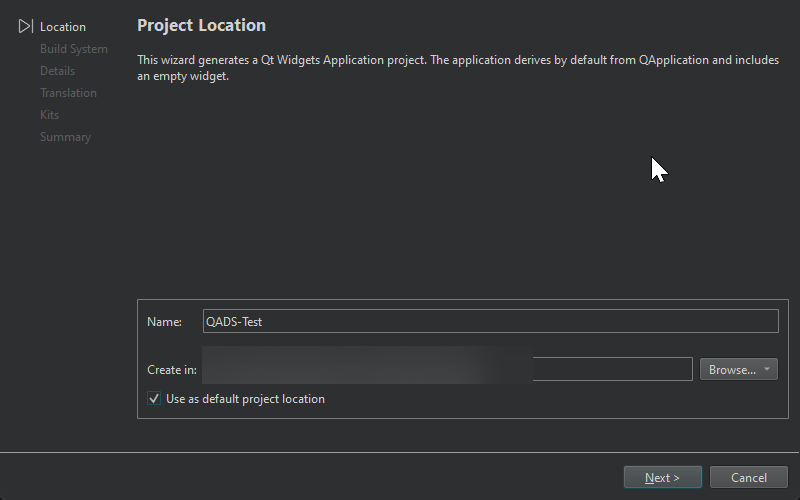 Location
Build System
Details
Translation
Kits
Summary
Project Location
This wizard generates a Qt Widgets Application project. The application derives by default from QApplication and includes
an empty widget.
Name: QADS-Test
Create in: Browse...
Use as default project location
Next > Cancel